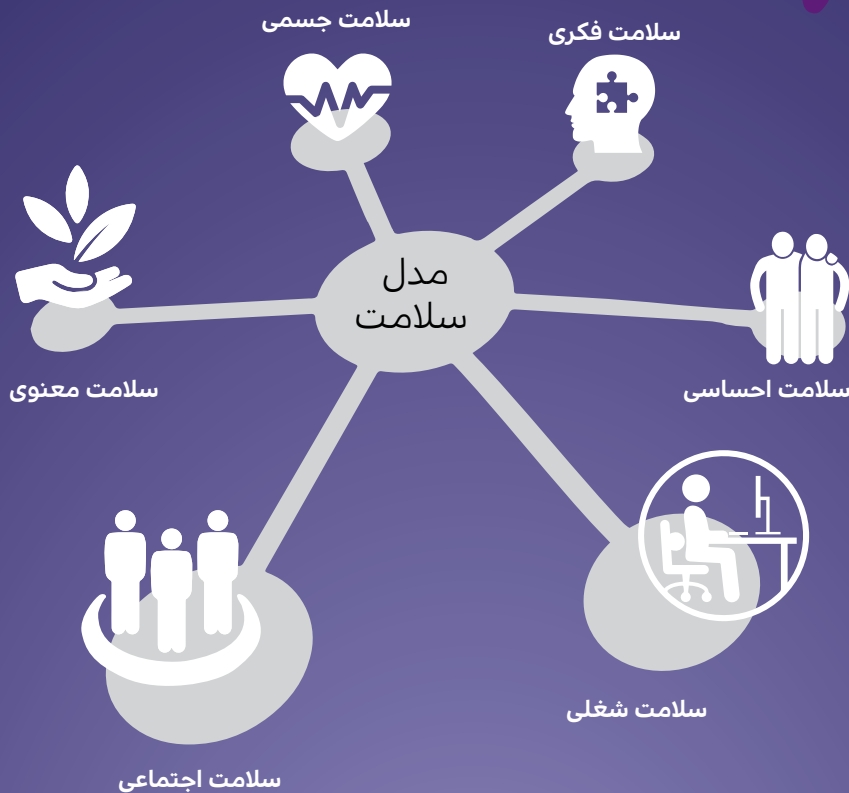 سلامت جسمی
سلامت فکری
مدل
سلامت
سلامت معنوی
سلامت احساسی
سلامت شغلی
سلامت اجتماعی